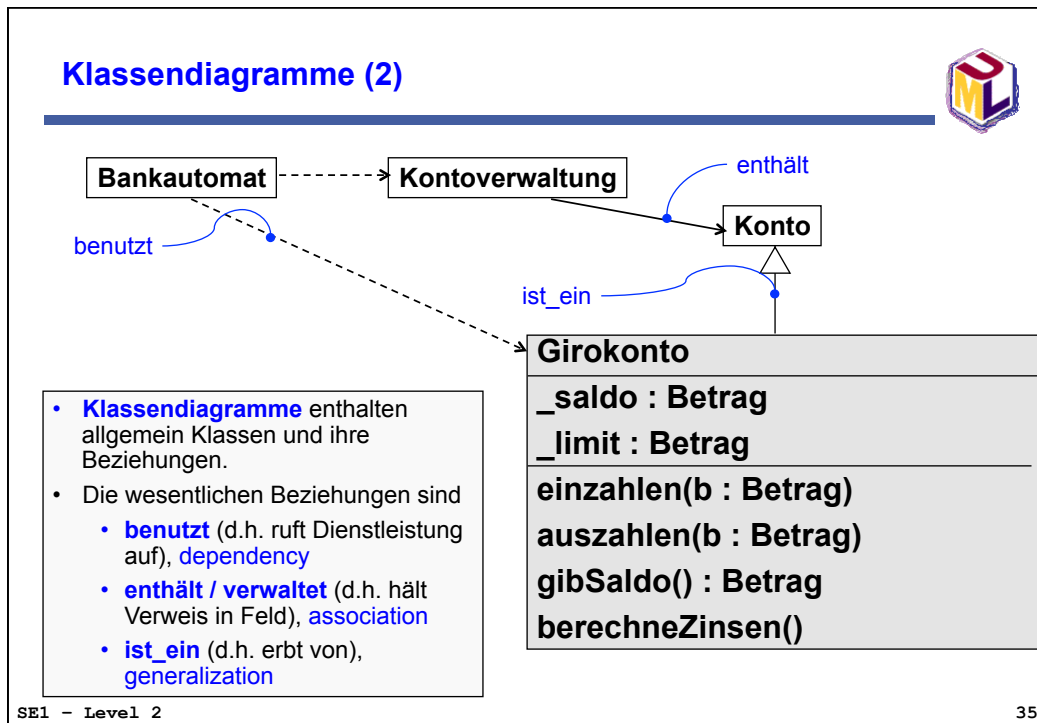 Klassendiagramme (2)
UML
Bankautomat
Kontoverwaltung
enthält
Konto
benutzt
ist_ein
Girokonto
_saldo : Betrag
_limit : Betrag
einzahlen(b : Betrag)
auszahlen(b : Betrag)
gibSaldo() : Betrag
berechneZinsen()
• Klassendiagramme enthalten
allgemein Klassen und ihre
Beziehungen.
• Die wesentlichen Beziehungen sind
• benutzt (d.h. ruft Dienstleistung
auf), dependency
• enthält / verwaltet (d.h. hält
Verweis in Feld), association
• ist_ein (d.h. erbt von),
generalization
SE1 – Level 2
35